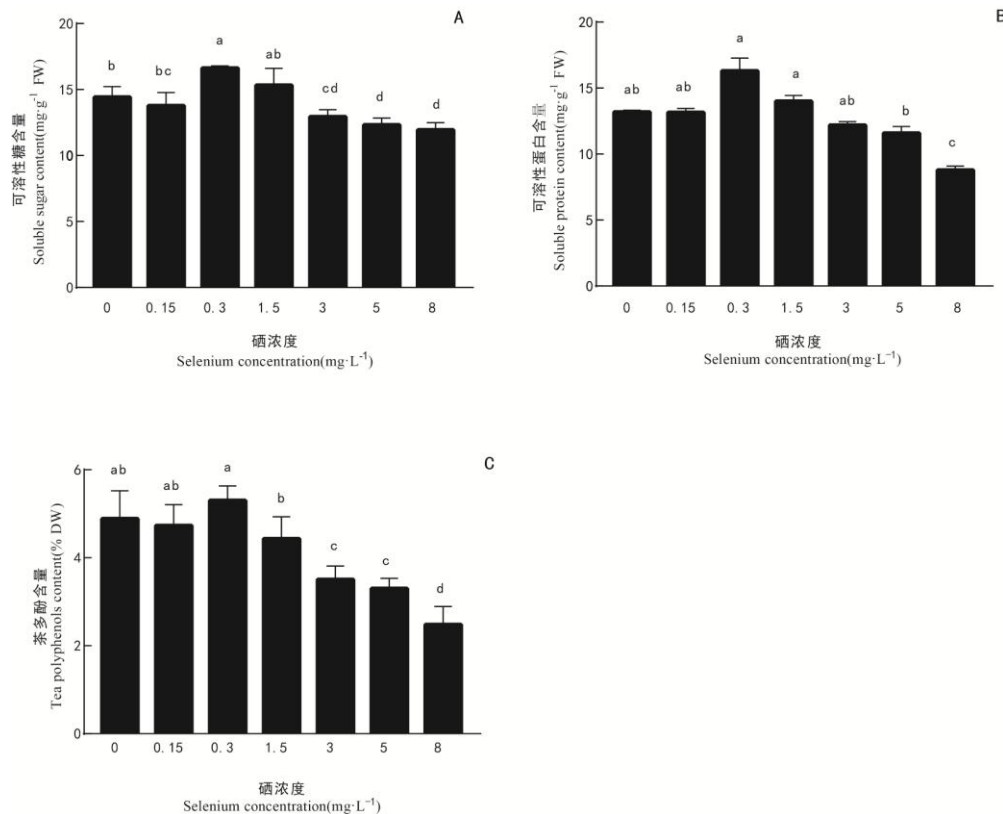 A
20
15
10
5
0
可溶性糖含量
Soluble sugar content(mg·g⁻¹ FW)
b
bc
a
ab
cd
d
d
0
0.15
0.3
1.5
3
5
8
硒浓度
Selenium concentration(mg·L⁻¹)
B
20
15
10
5
0
可溶性蛋白含量
Soluble protein content(mg·g⁻¹ FW)
ab
ab
a
a
ab
b
c
0
0.15
0.3
1.5
3
5
8
硒浓度
Selenium concentration(mg·L⁻¹)
C
6
4
2
0
茶多酚含量
Tea polyphenols content(% DW)
ab
ab
a
b
c
c
d
0
0.15
0.3
1.5
3
5
8
硒浓度
Selenium concentration(mg·L⁻¹)